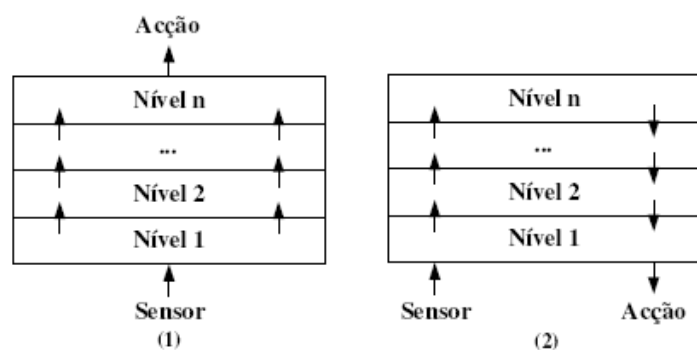 Acção
Nível n
...
Nível 2
Nível 1
Sensor
(1)
Nível n
...
Nível 2
Nível 1
Sensor Acção
(2)